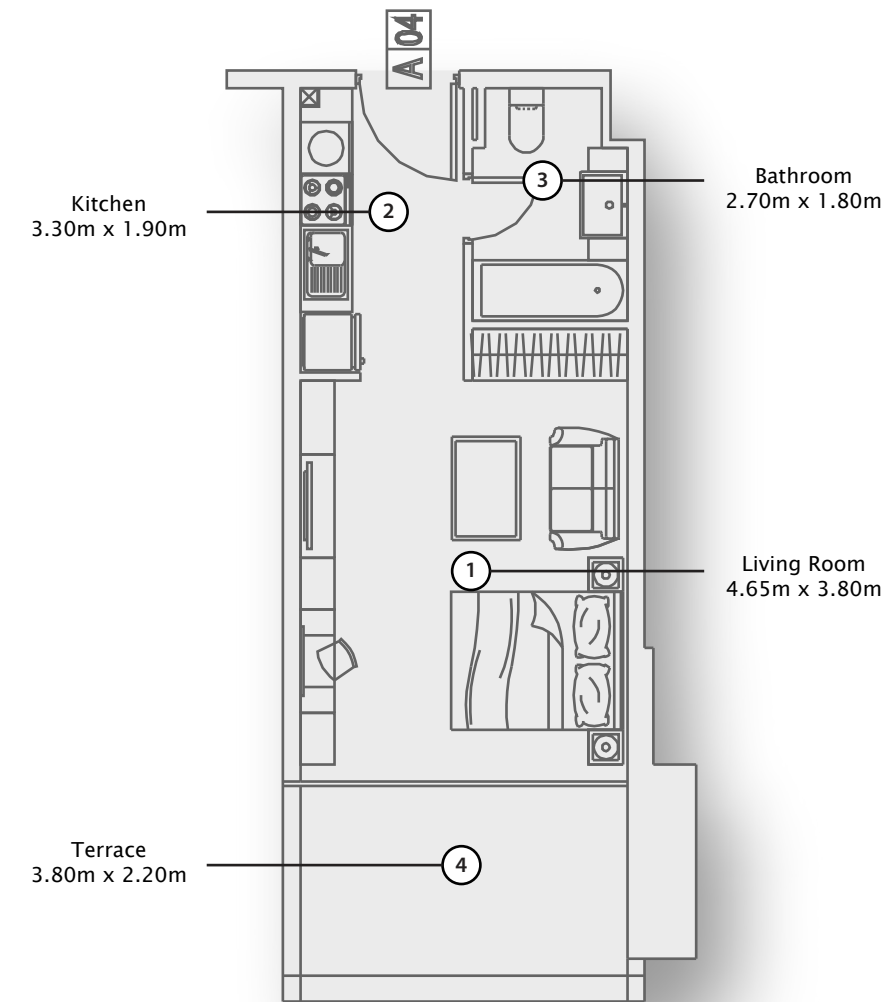 A 04
Kitchen
3.30m x 1.90m
2
3
Bathroom
2.70m x 1.80m
1
Living Room
4.65m x 3.80m
Terrace
3.80m x 2.20m
4